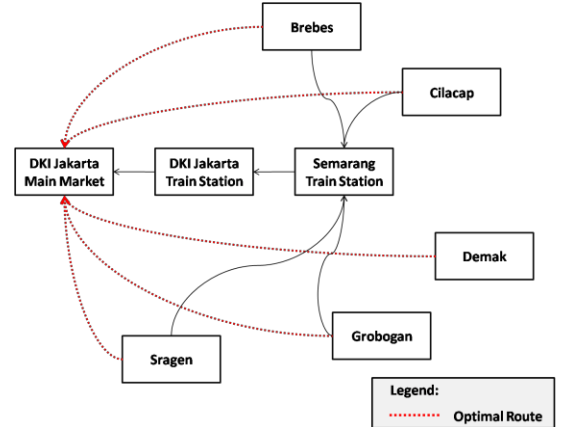 Brebes
Cilacap
DKI Jakarta
Main Market
DKI Jakarta
Train Station
Semarang
Train Station
Demak
Grobogan
Sragen
Legend:
Optimal Route